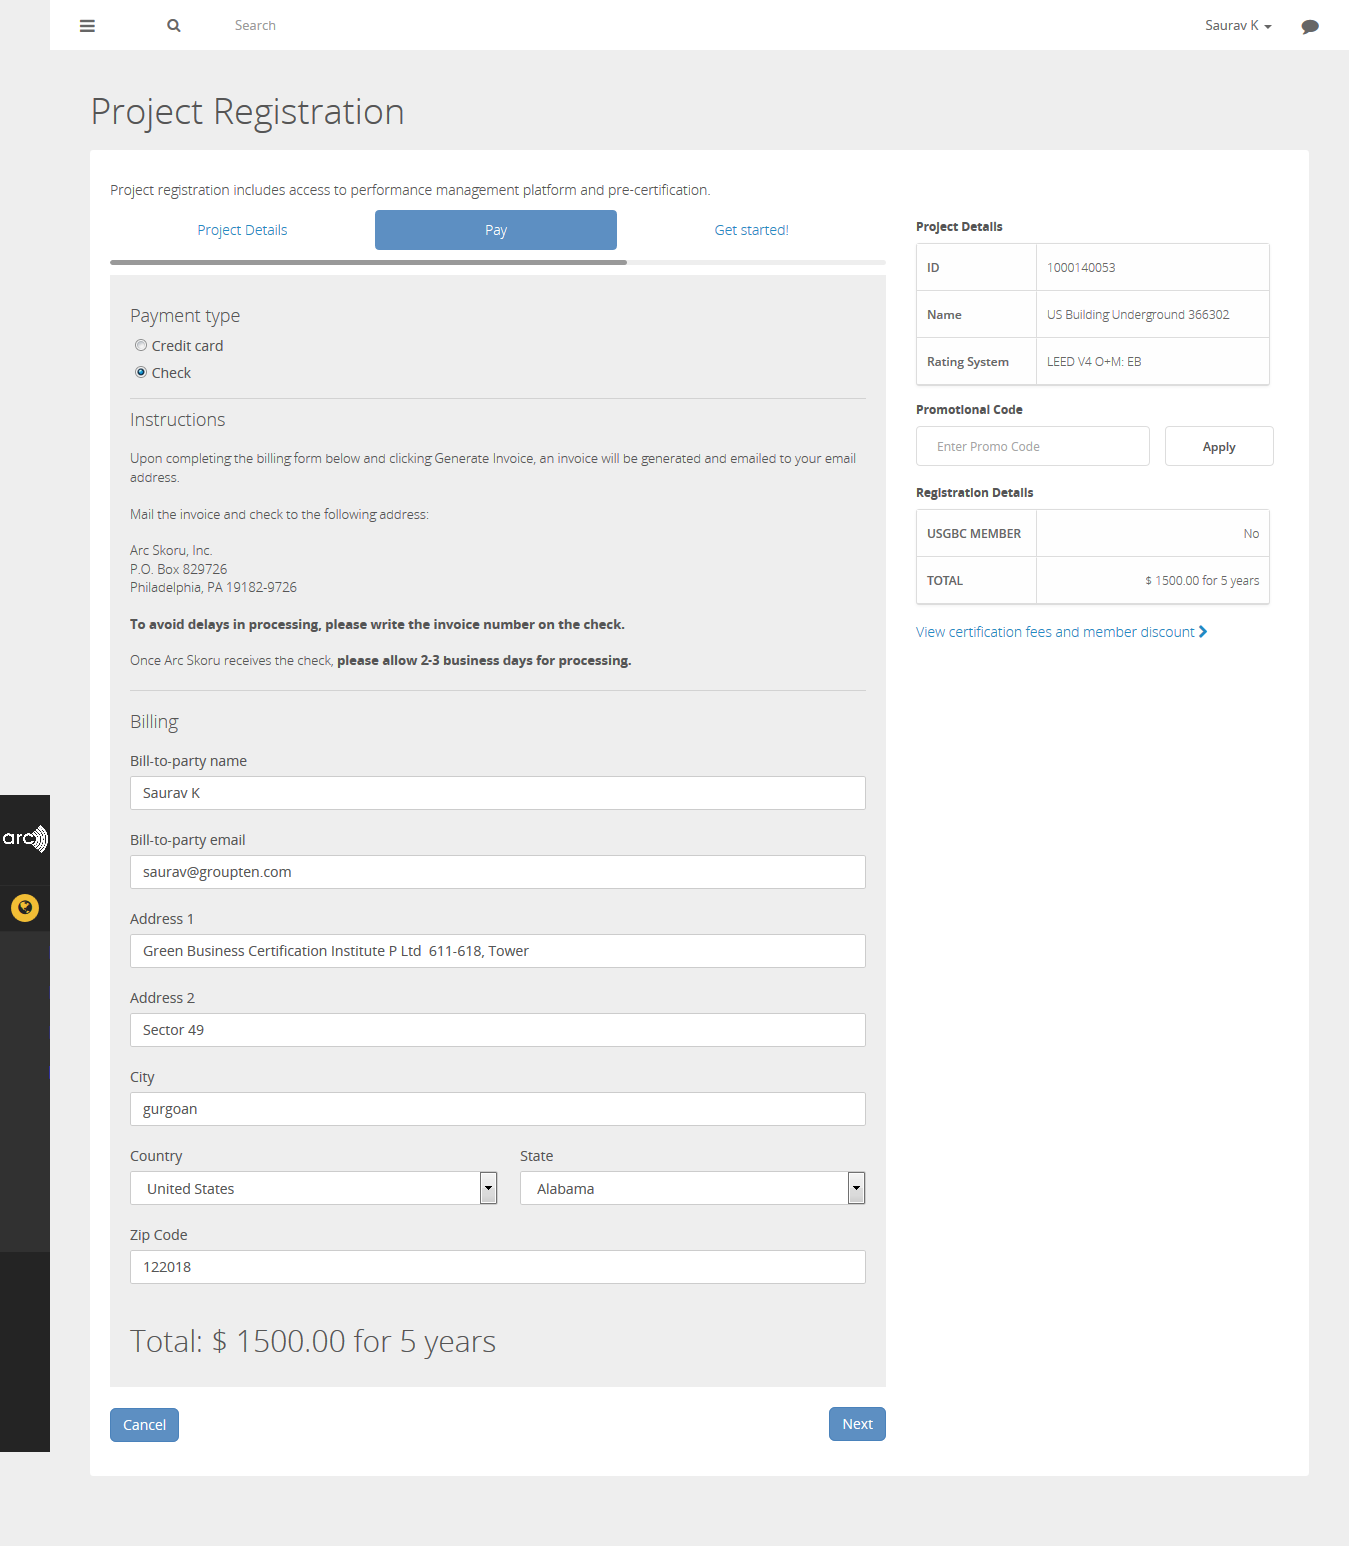 Search
Saurav K
Project Registration
Project registration includes access to performance management platform and pre-certification.
Project Details
Pay
Get started!
Payment type
Credit card
Check
Instructions
Upon completing the billing form below and clicking Generate Invoice, an invoice will be generated and emailed to your email
address.
Mail the invoice and check to the following address:
Arc Skoru, Inc.
P.O. Box 829726
Philadelphia, PA 19182-9726
To avoid delays in processing, please write the invoice number on the check.
Once Arc Skoru receives the check, please allow 2-3 business days for processing.
Billing
Bill-to-party name
Saurav K
Bill-to-party email
saurav@groupten.com
Address 1
Green Business Certification Institute P Ltd  611-618, Tower
Address 2
Sector 49
City
gurgoan
Country
State
United States
Alabama
Zip Code
122018
Total: $ 1500.00 for 5 years
Cancel
Next
Project Details
ID 1000140053
Name US Building Underground 366302
Rating System LEED V4 O+M: EB
Promotional Code
Enter Promo Code
Apply
Registration Details
USGBC MEMBER No
TOTAL $ 1500.00 for 5 years
View certification fees and member discount
arc